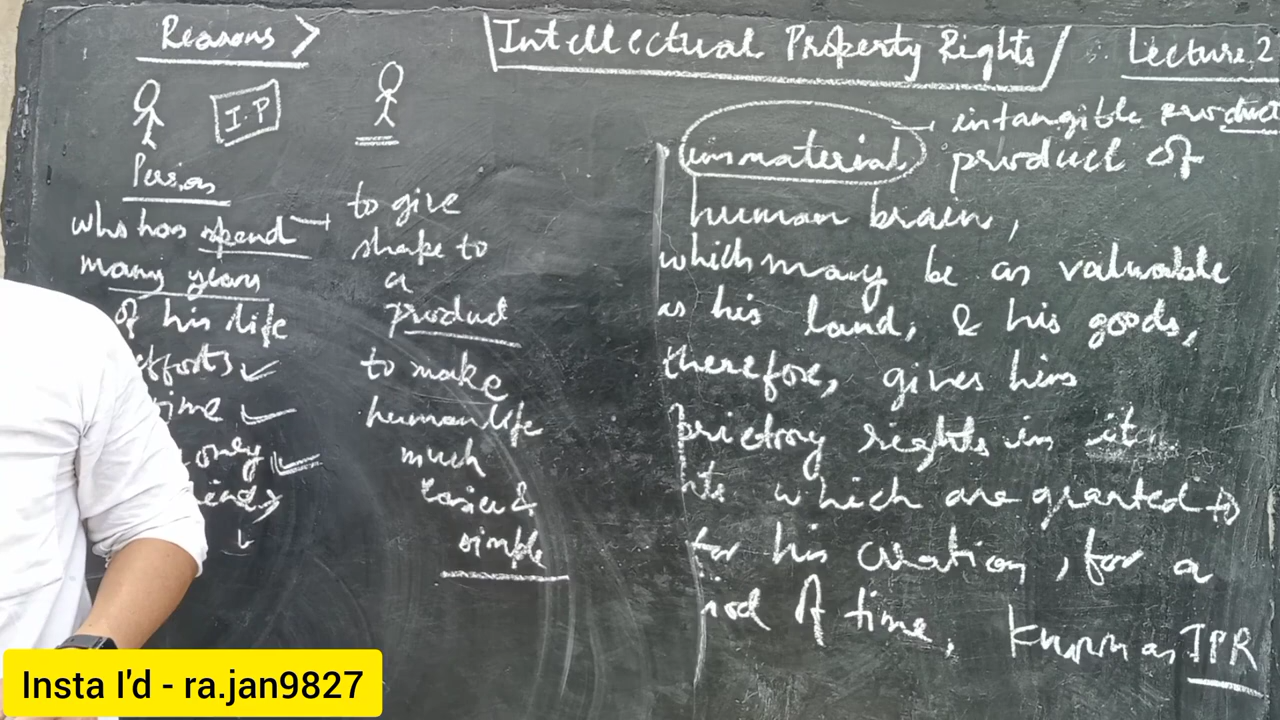 Reasons >
Intellectual Property Rights
Lecture, 2
I.P
Person
who has spend
many years
of his life
efforts
time
money
to give
shape to
a
product
to make
human life
much
easier &
simple
intangible product
immaterial product of
human brain,
which may be as valuable
as his land, & his goods,
therefore, gives him
prietory rights in it
which are granted to
for his creation, for a
riod of time, known as IPR
Insta I'd - ra.jan9827